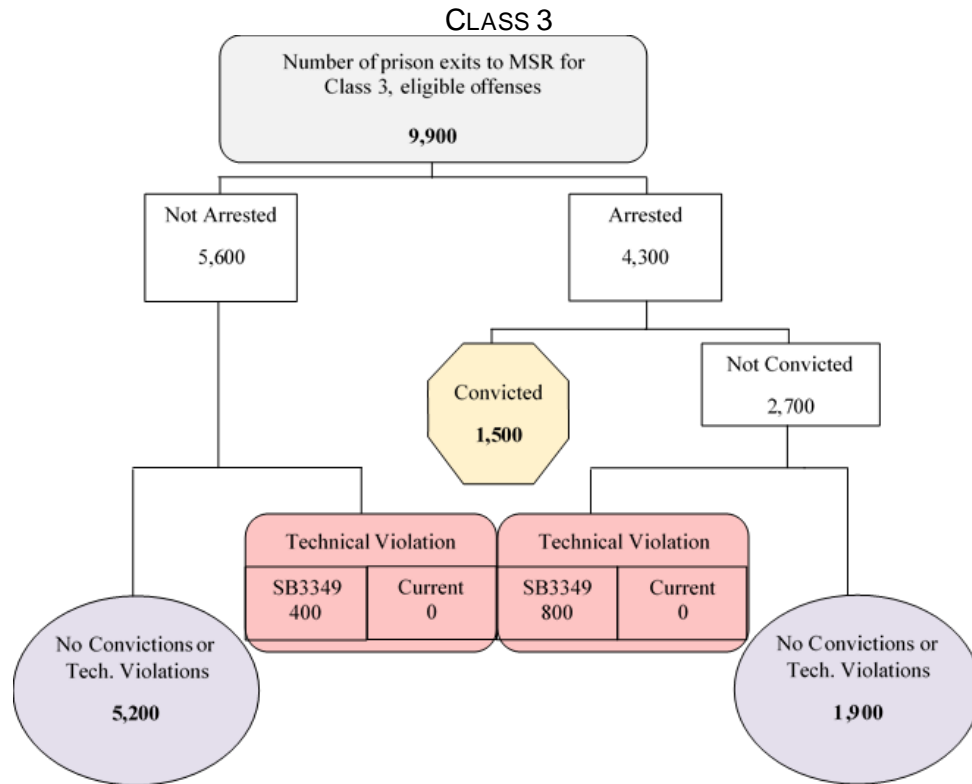 CLASS 3
Number of prison exits to MSR for
Class 3, eligible offenses
9,900
Not Arrested
5,600
Arrested
4,300
Convicted
1,500
Not Convicted
2,700
Technical Violation
SB3349
400
Current
0
Technical Violation
SB3349
800
Current
0
No Convictions or
Tech. Violations
5,200
No Convictions or
Tech. Violations
1,900